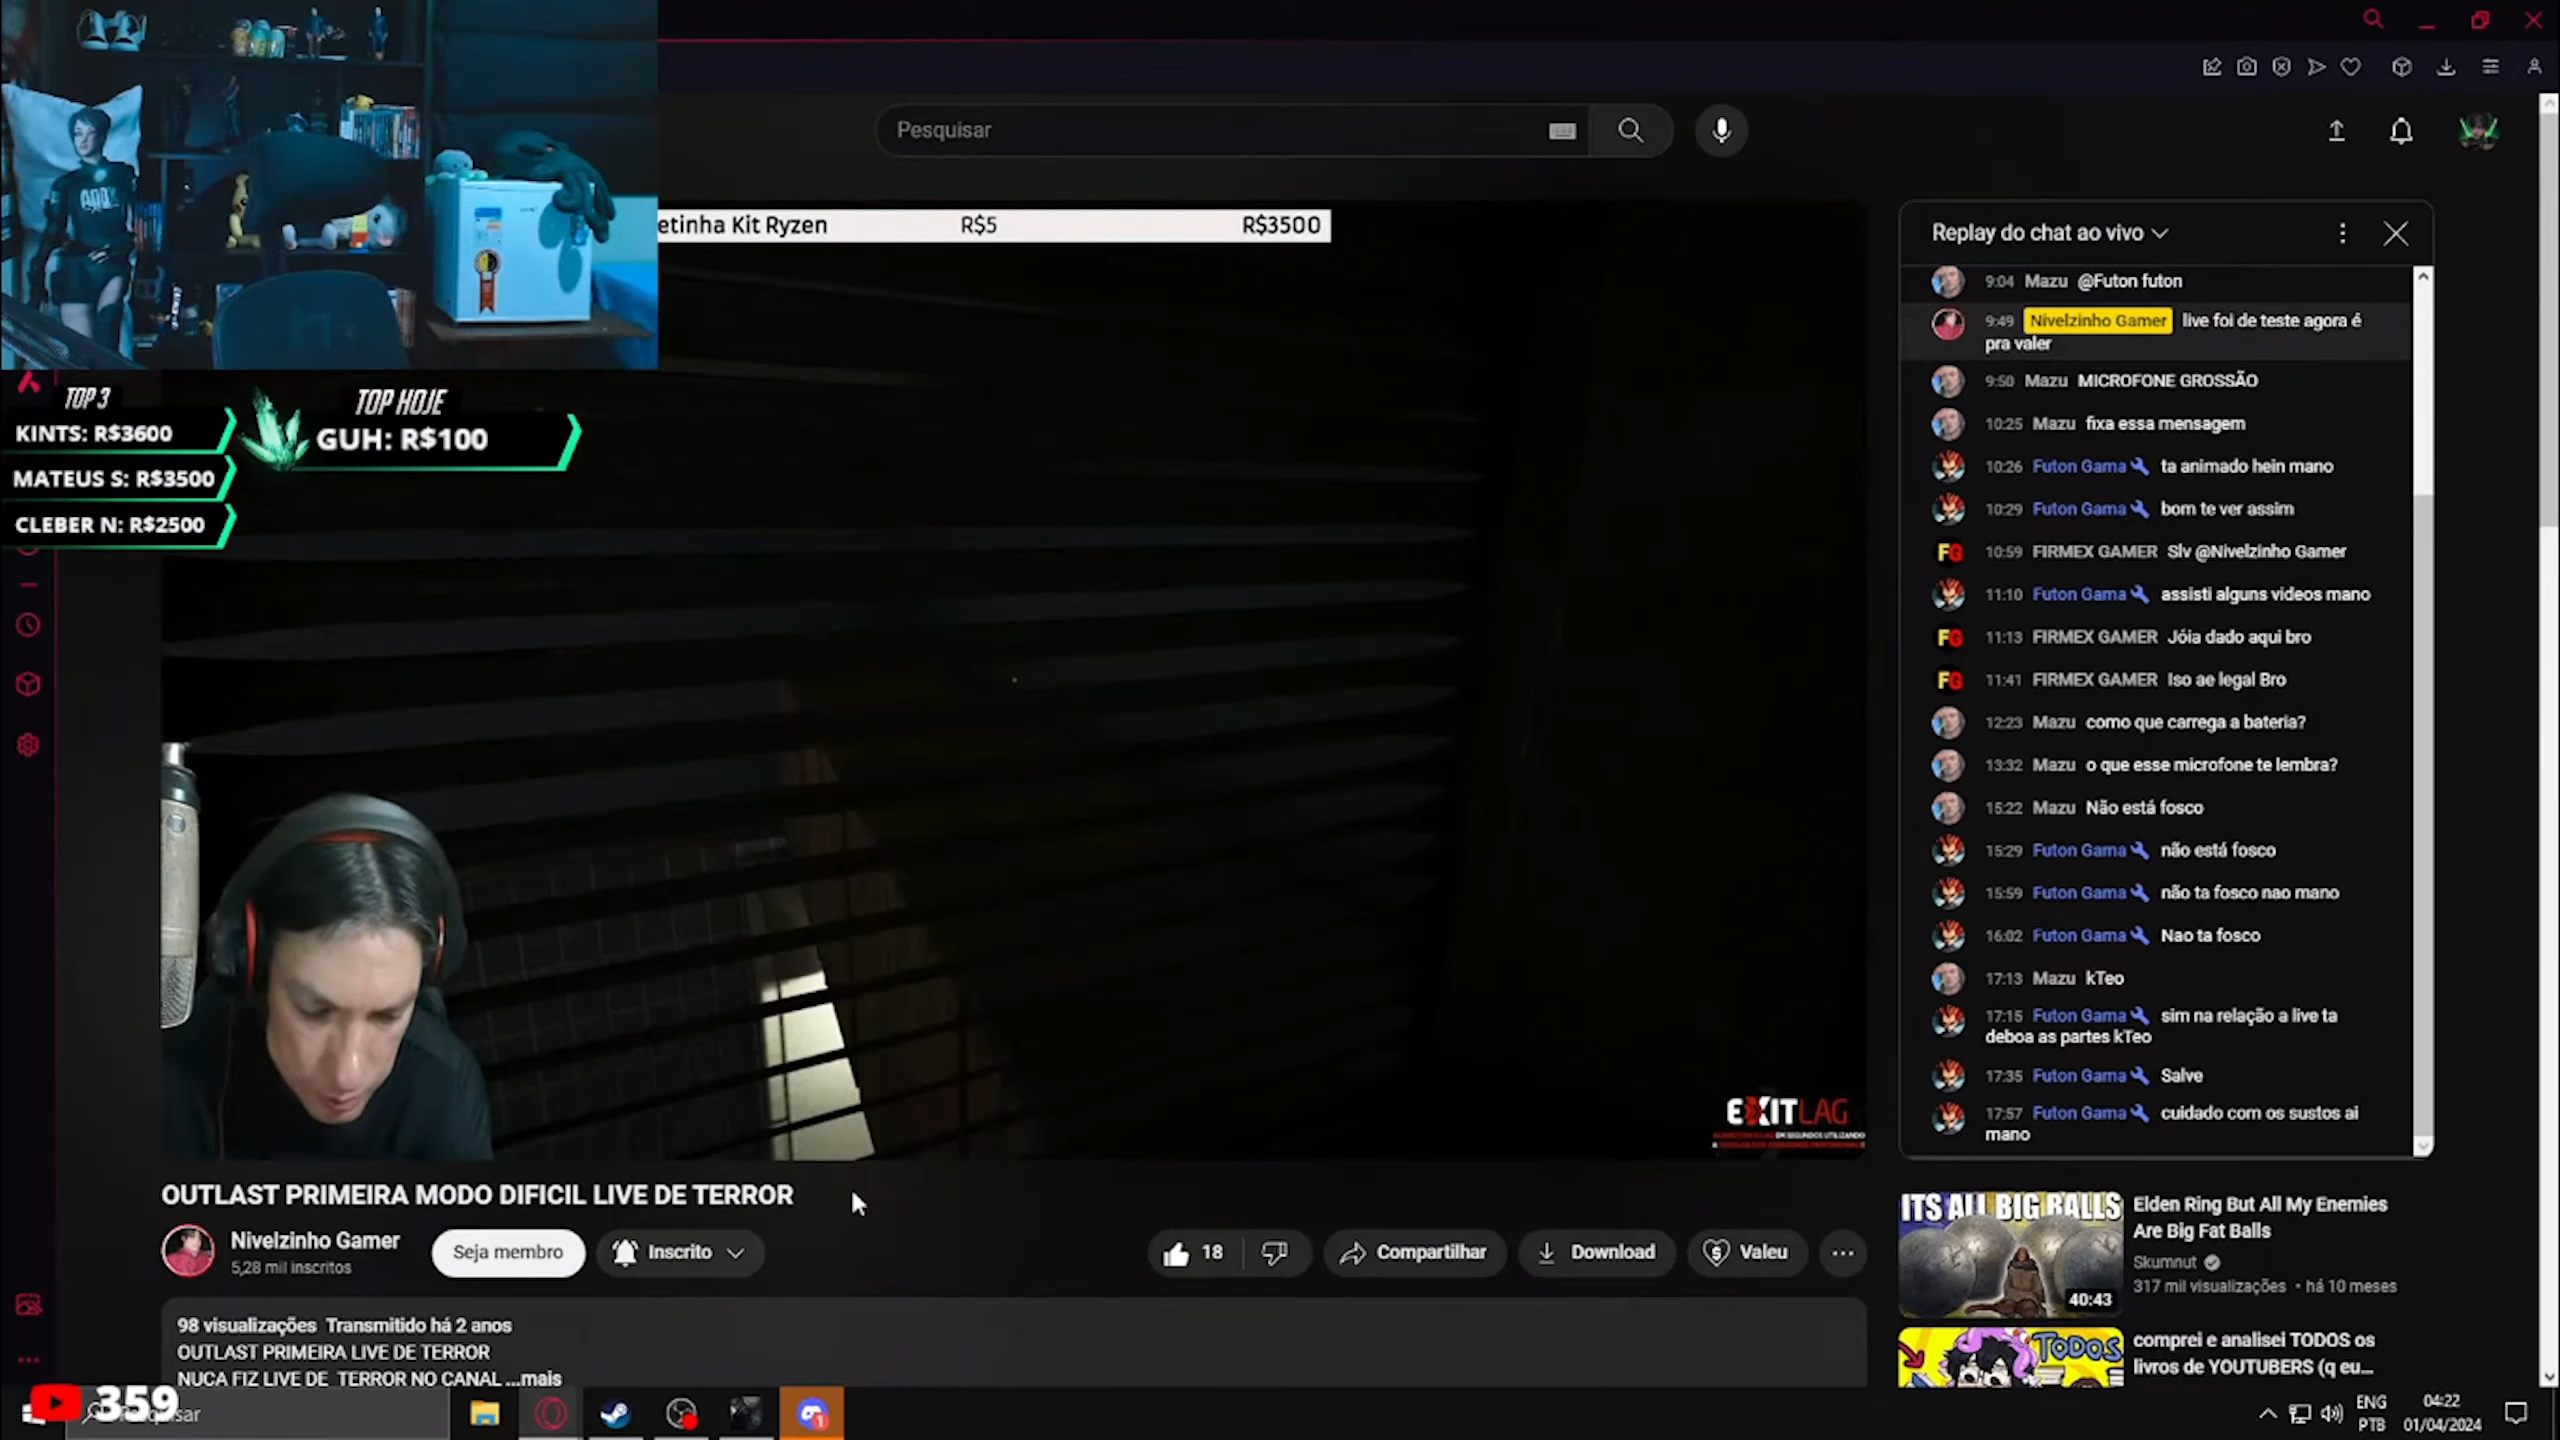 Pesquisar
etinha Kit Ryzen R$5 R$3500
TOP 3
KINTS: R$3600
MATEUS S: R$3500
CLEBER N: R$2500
TOP HOJE
GUH: R$100
EXITLAG
OUTLAST PRIMEIRA MODO DIFICIL LIVE DE TERROR
Nivelzinho Gamer
5,28 mil inscritos
Seja membro
Inscrito
18
Compartilhar
Download
Valeu
98 visualizações Transmitido há 2 anos
OUTLAST PRIMEIRA LIVE DE TERROR
NUCA FIZ LIVE DE TERROR NO CANAL ...mais
Replay do chat ao vivo
9:04 Mazu @Futon futon
9:49 Nivelzinho Gamer live foi de teste agora é
pra valer
9:50 Mazu MICROFONE GROSSÃO
10:25 Mazu fixa essa mensagem
10:26 Futon Gama ta animado hein mano
10:29 Futon Gama bom te ver assim
10:59 FIRMEX GAMER Slv @Nivelzinho Gamer
11:10 Futon Gama assisti alguns videos mano
11:13 FIRMEX GAMER Jóia dado aqui bro
11:41 FIRMEX GAMER Iso ae legal Bro
12:23 Mazu como que carrega a bateria?
13:32 Mazu o que esse microfone te lembra?
15:22 Mazu Não está fosco
15:29 Futon Gama não está fosco
15:59 Futon Gama não ta fosco nao mano
16:02 Futon Gama Nao ta fosco
17:13 Mazu kTeo
17:15 Futon Gama sim na relação a live ta
deboa as partes kTeo
17:35 Futon Gama Salve
17:57 Futon Gama cuidado com os sustos ai
mano
ITS ALL BIG BALLS
40:43
Elden Ring But All My Enemies
Are Big Fat Balls
Skumnut
317 mil visualizações • há 10 meses
TODOS
comprei e analisei TODOS os
livros de YOUTUBERS (q eu...
359
ENG
PTB
04:22
01/04/2024